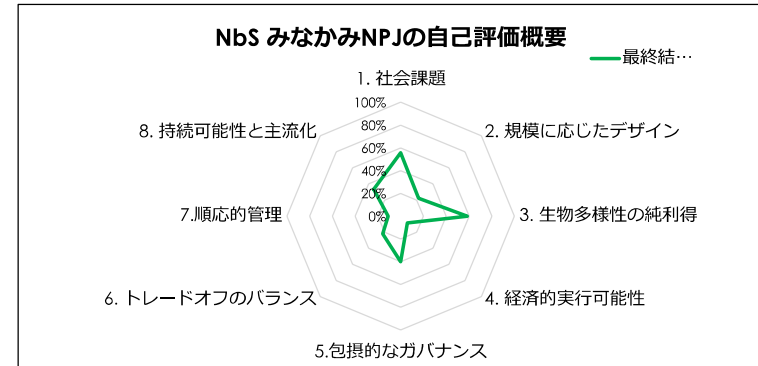 NbS みなかみNPJの自己評価概要
最終結…
1. 社会課題
100%
80%
60%
40%
20%
0%
2. 規模に応じたデザイン
3. 生物多様性の純利得
4. 経済的実行可能性
5.包摂的なガバナンス
6. トレードオフのバランス
7.順応的管理
8. 持続可能性と主流化